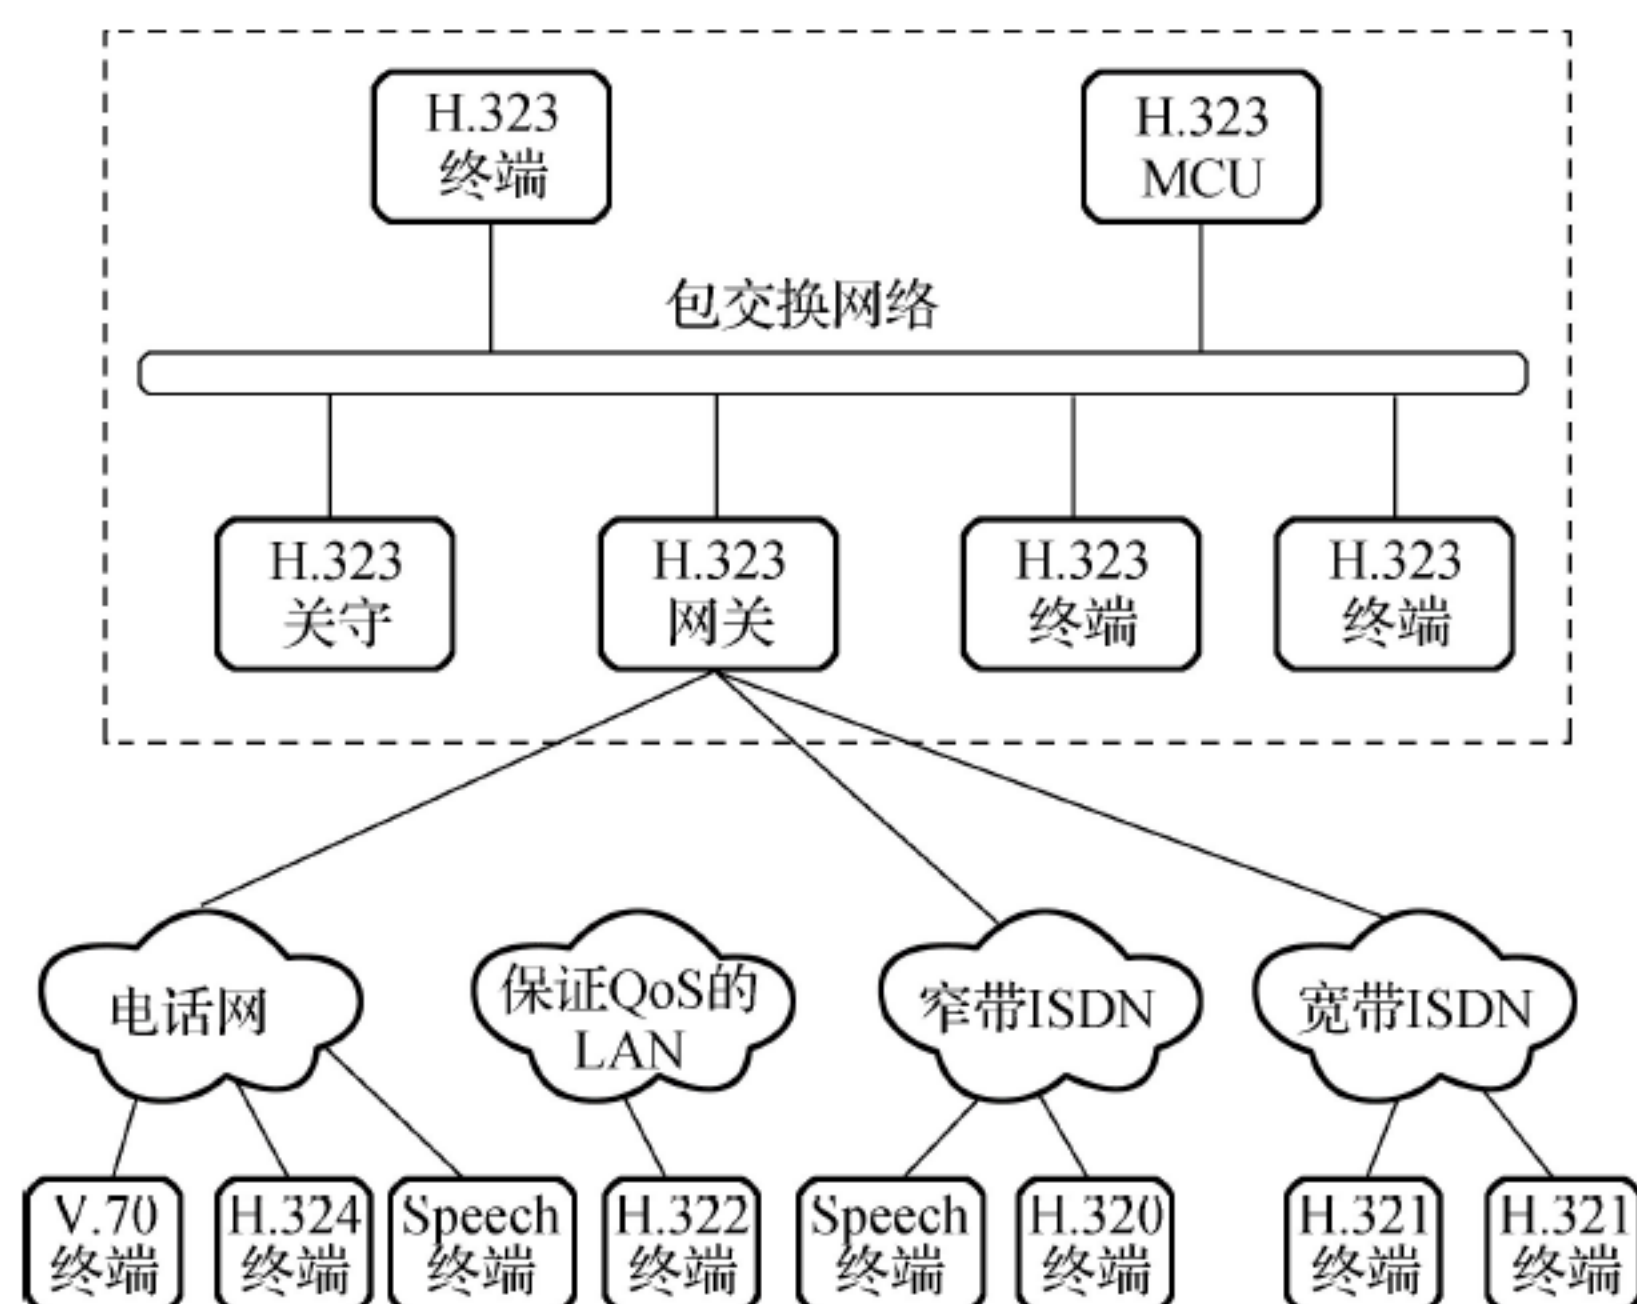 H.323
终端
H.323
MCU
包交换网络
H.323
关守
H.323
网关
H.323
终端
H.323
终端
电话网
保证QoS的
LAN
窄带ISDN
宽带ISDN
V.70
终端
H.324
终端
Speech
终端
H.322
终端
Speech
终端
H.320
终端
H.321
终端
H.321
终端